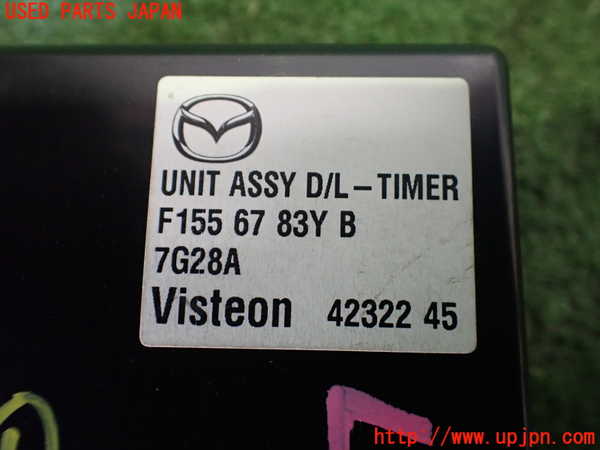 USED PARTS JAPAN
UNIT ASSY D/L-TIMER
F155 67 83Y B
7G28A
Visteon 42322 45
http://www.upjpn.com/